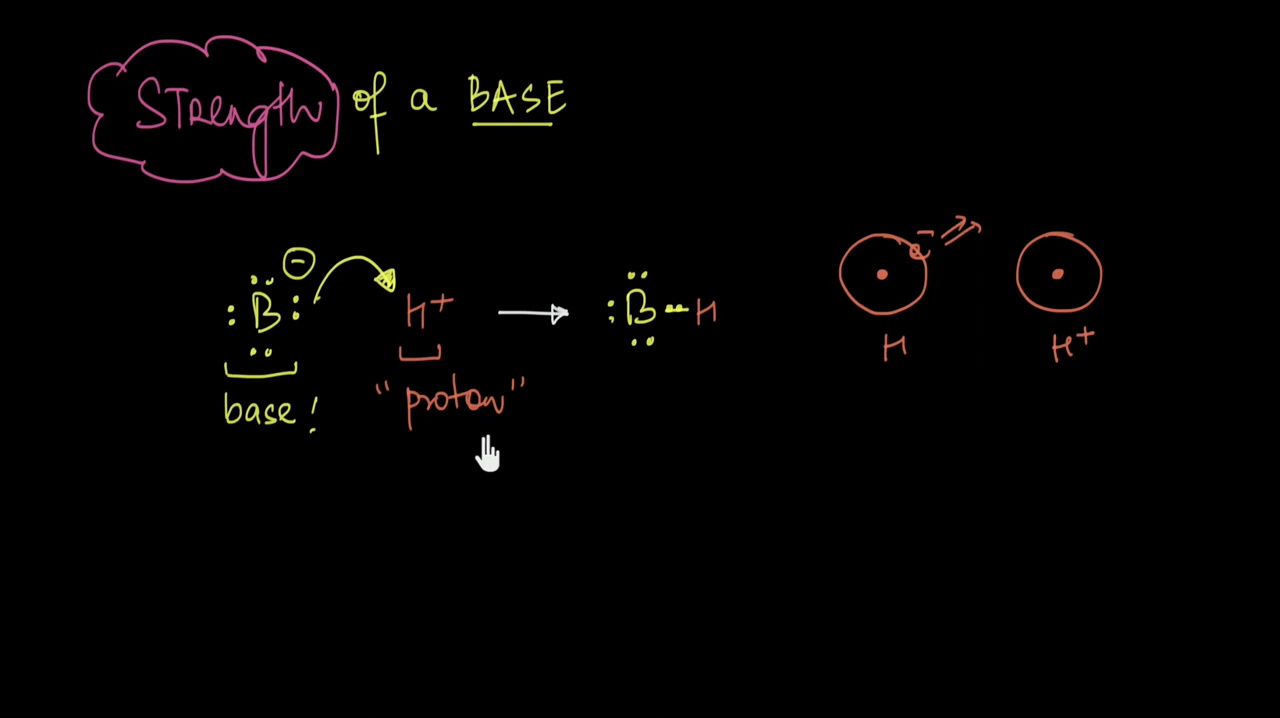 Strength of a BASE
:B: ⊖ H+ ⟶ :B–H
base! "proton"
e-
H H+